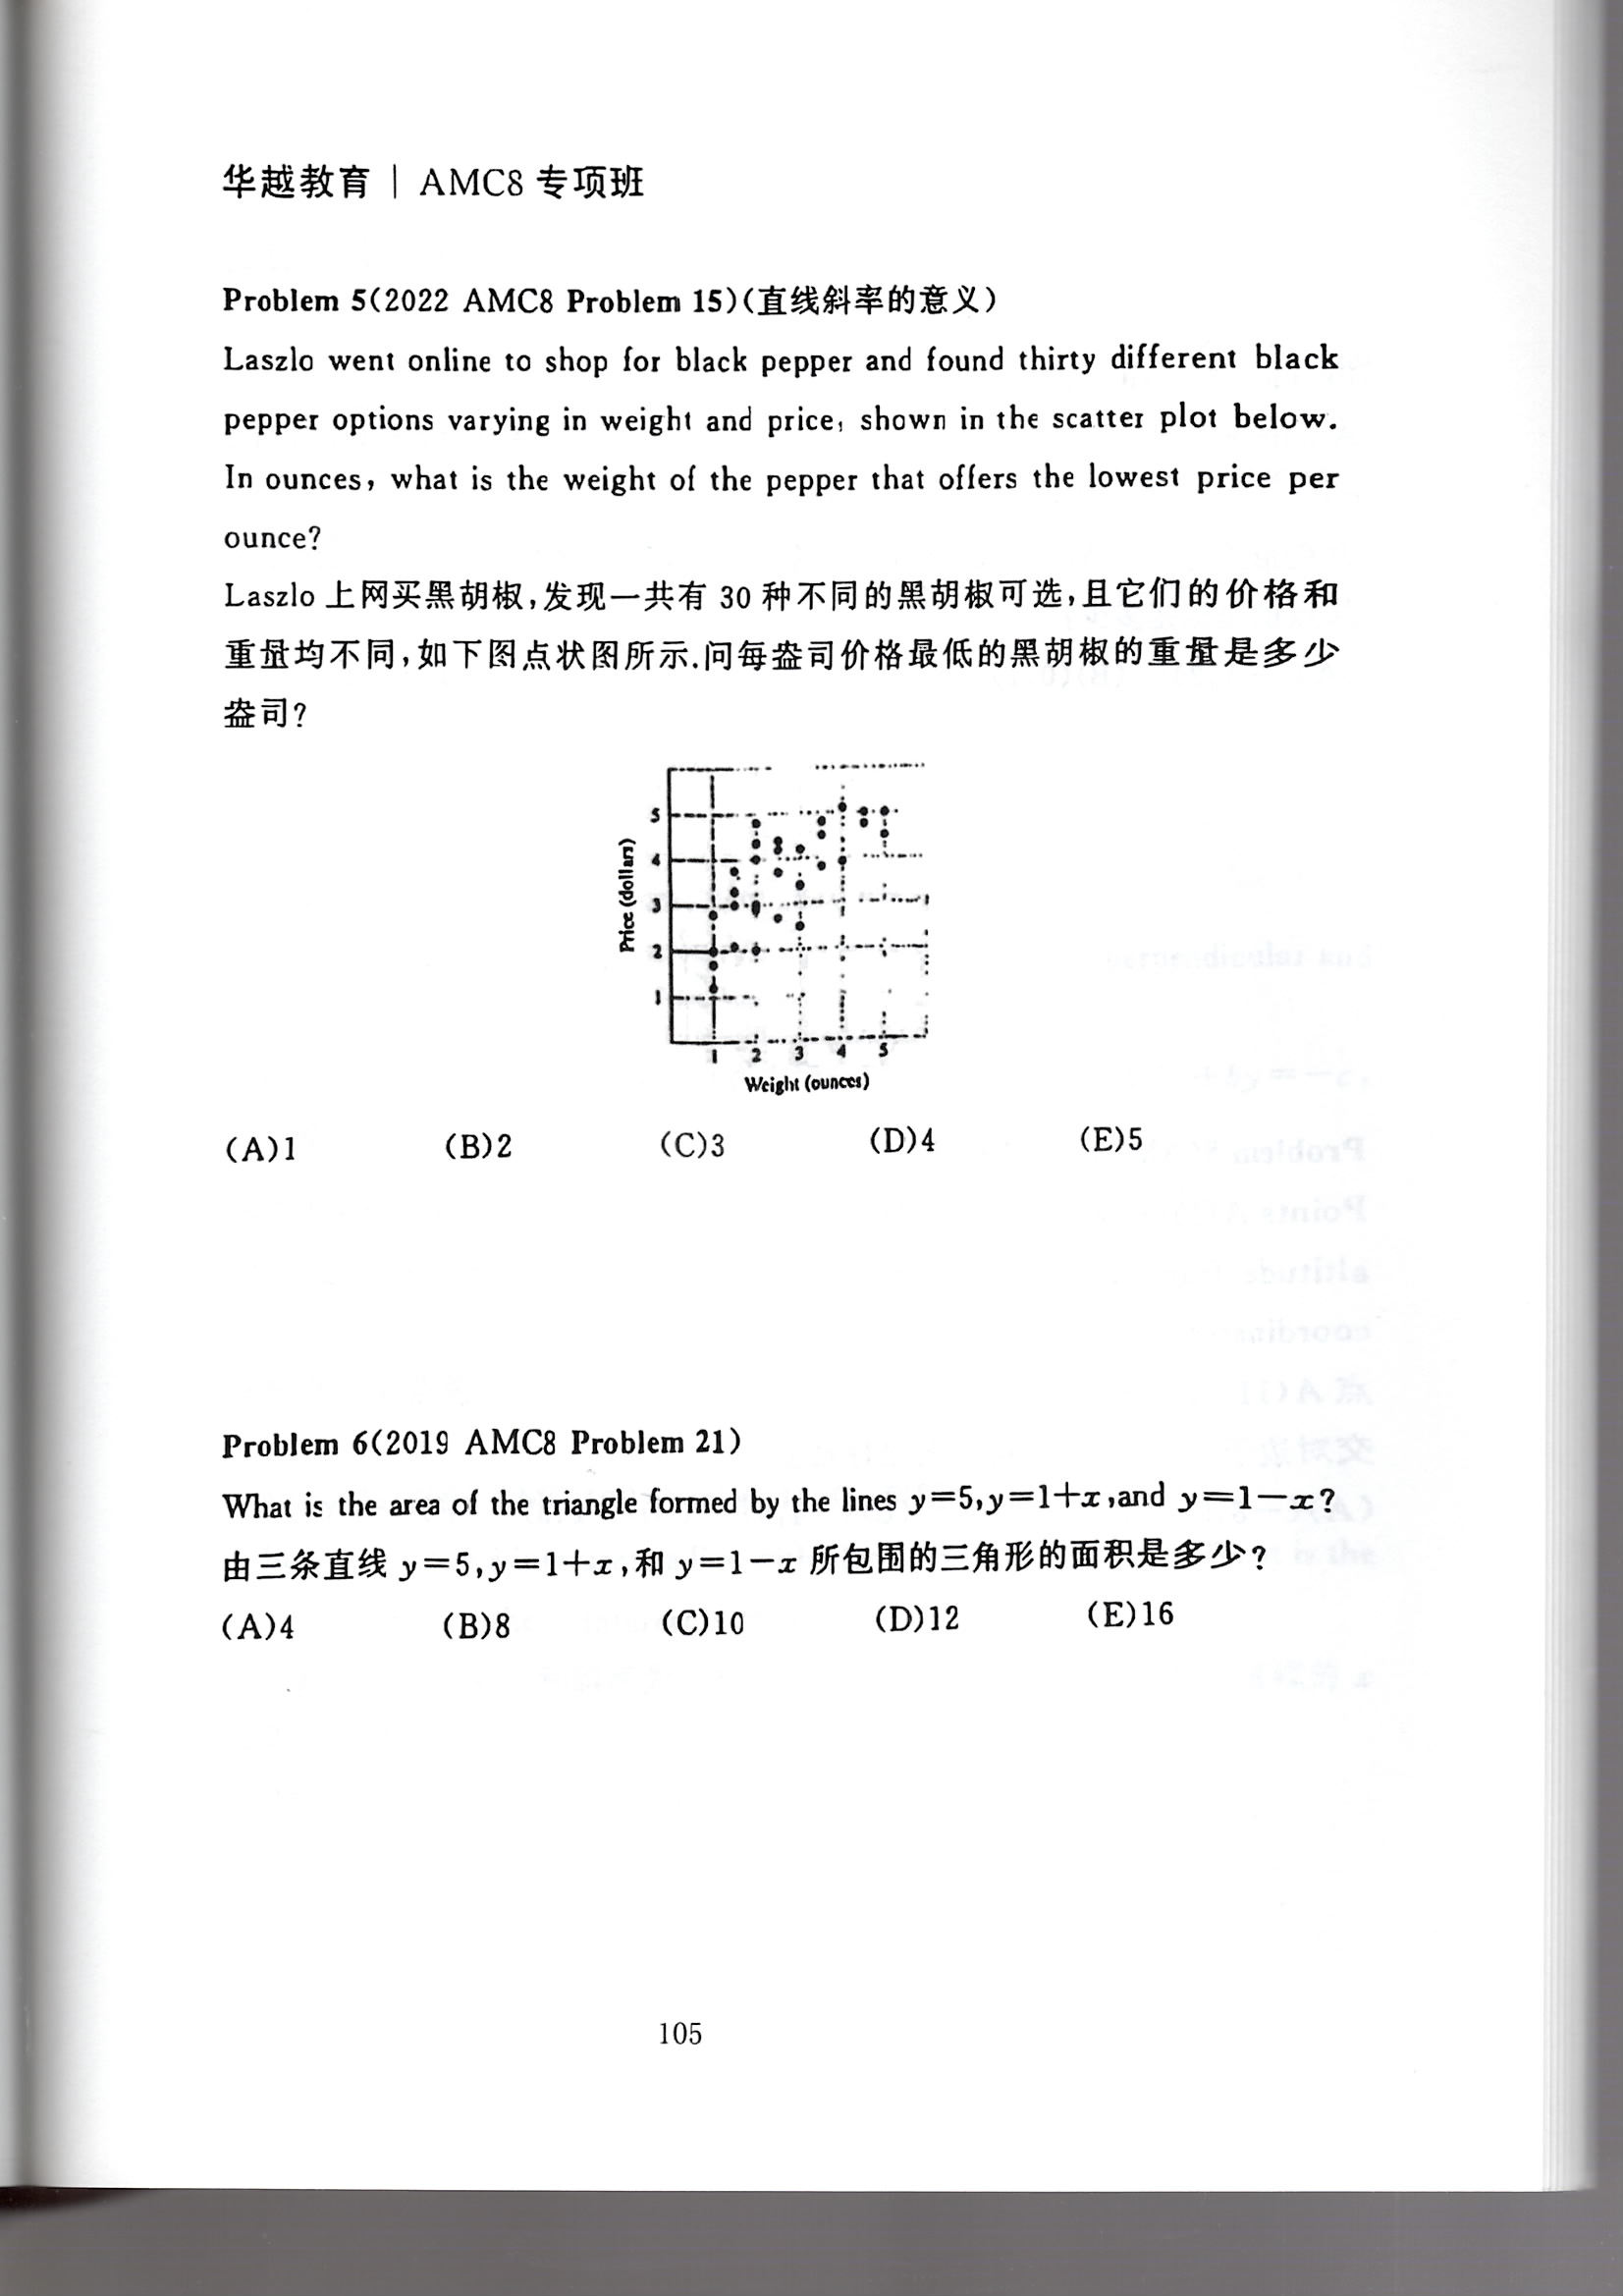 华越教育 | AMC8 专项班
Problem 5(2022 AMC8 Problem 15)(直线斜率的意义)
Laszlo went online to shop for black pepper and found thirty different black
pepper options varying in weight and price, shown in the scatter plot below.
In ounces, what is the weight of the pepper that offers the lowest price per
ounce?
Laszlo 上网买黑胡椒,发现一共有 30 种不同的黑胡椒可选,且它们的价格和
重量均不同,如下图点状图所示.问每盎司价格最低的黑胡椒的重量是多少
盎司?
Price (dollars)
5
4
3
2
1
1 2 3 4 5
Weight (ounces)
(A)1 (B)2 (C)3 (D)4 (E)5
Problem 6(2019 AMC8 Problem 21)
What is the area of the triangle formed by the lines y=5,y=1+x,and y=1-x?
由三条直线 y=5,y=1+x,和 y=1-x 所包围的三角形的面积是多少?
(A)4 (B)8 (C)10 (D)12 (E)16
105